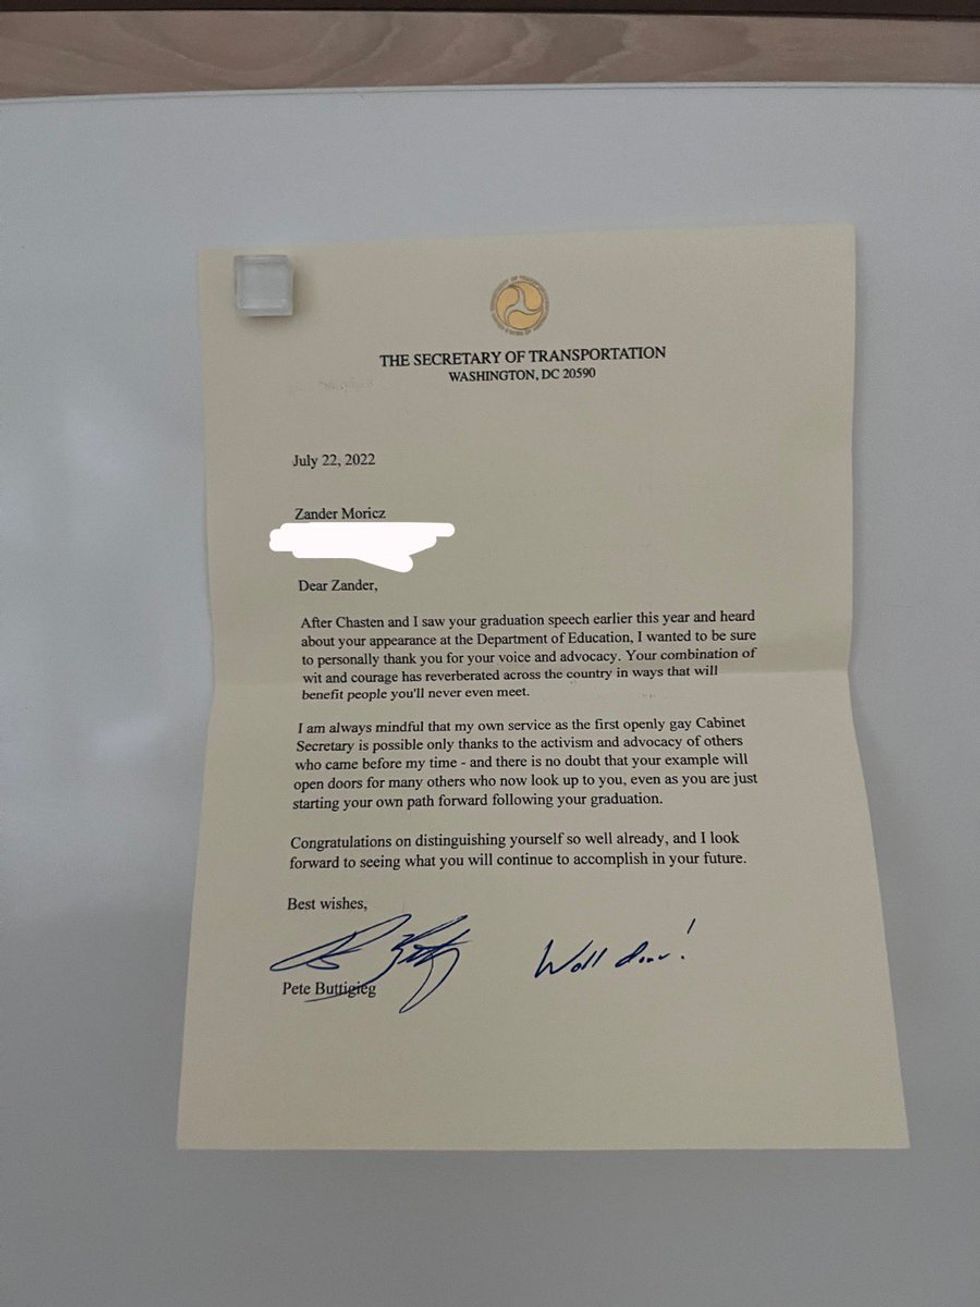 THE SECRETARY OF TRANSPORTATION
WASHINGTON, DC 20590
July 22, 2022
Zander Moricz
Dear Zander,
After Chasten and I saw your graduation speech earlier this year and heard
about your appearance at the Department of Education, I wanted to be sure
to personally thank you for your voice and advocacy. Your combination of
wit and courage has reverberated across the country in ways that will
benefit people you'll never even meet.
I am always mindful that my own service as the first openly gay Cabinet
Secretary is possible only thanks to the activism and advocacy of others
who came before my time - and there is no doubt that your example will
open doors for many others who now look up to you, even as you are just
starting your own path forward following your graduation.
Congratulations on distinguishing yourself so well already, and I look
forward to seeing what you will continue to accomplish in your future.
Best wishes,
Well done!
Pete Buttigieg